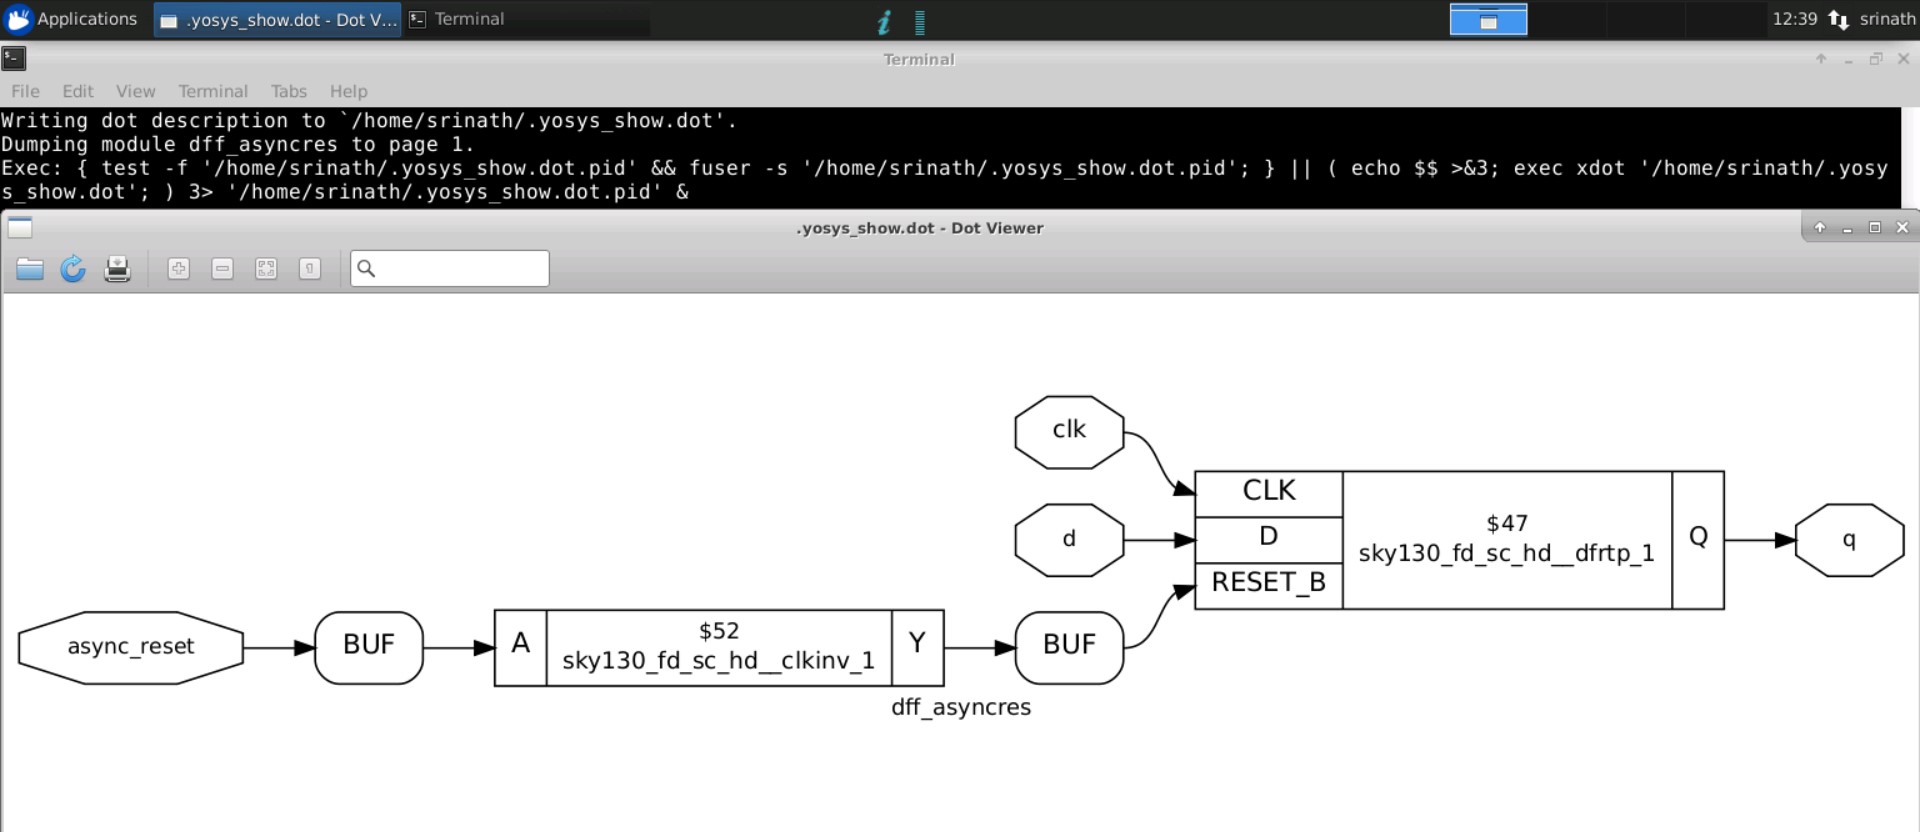 Applications .yosys_show.dot - Dot V... Terminal 12:39 srinath
Terminal
File Edit View Terminal Tabs Help
Writing dot description to `/home/srinath/.yosys_show.dot'.
Dumping module dff_asyncres to page 1.
Exec: { test -f '/home/srinath/.yosys_show.dot.pid' && fuser -s '/home/srinath/.yosys_show.dot.pid'; } || ( echo $$ >&3; exec xdot '/home/srinath/.yosy
s_show.dot'; ) 3> '/home/srinath/.yosys_show.dot.pid' &
.yosys_show.dot - Dot Viewer
clk
CLK
d
D
RESET_B
$47
sky130_fd_sc_hd__dfrtp_1
Q
q
async_reset
BUF
A
$52
sky130_fd_sc_hd__clkinv_1
Y
BUF
dff_asyncres